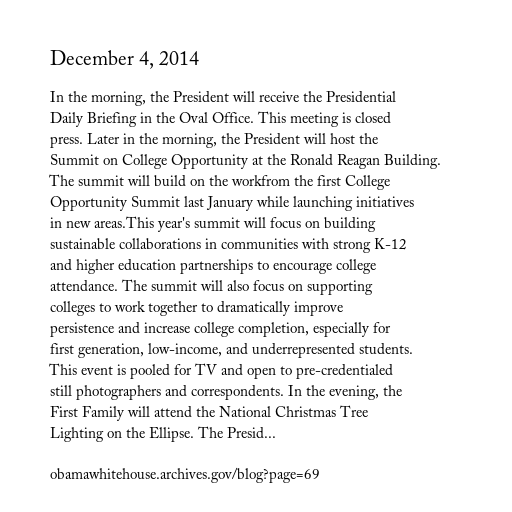 December 4, 2014
In the morning, the President will receive the Presidential
Daily Briefing in the Oval Office. This meeting is closed
press. Later in the morning, the President will host the
Summit on College Opportunity at the Ronald Reagan Building.
The summit will build on the workfrom the first College
Opportunity Summit last January while launching initiatives
in new areas.This year's summit will focus on building
sustainable collaborations in communities with strong K-12
and higher education partnerships to encourage college
attendance. The summit will also focus on supporting
colleges to work together to dramatically improve
persistence and increase college completion, especially for
first generation, low-income, and underrepresented students.
This event is pooled for TV and open to pre-credentialed
still photographers and correspondents. In the evening, the
First Family will attend the National Christmas Tree
Lighting on the Ellipse. The Presid...
obamawhitehouse.archives.gov/blog?page=69